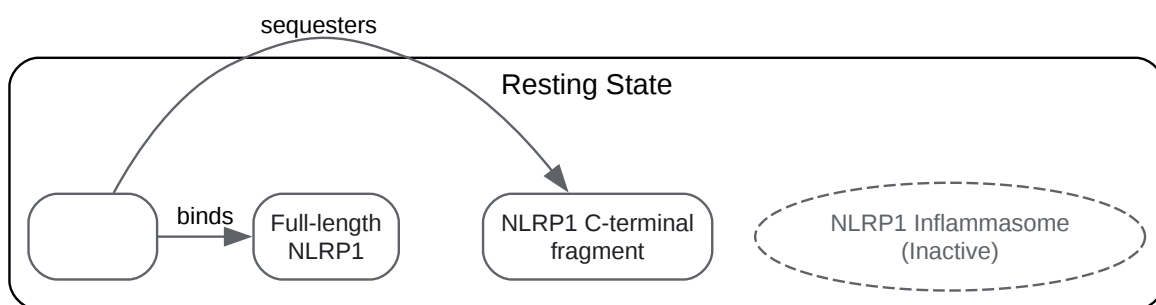 sequesters
Resting State
binds
Full-length
NLRP1
NLRP1 C-terminal
fragment
NLRP1 Inflammasome
(Inactive)